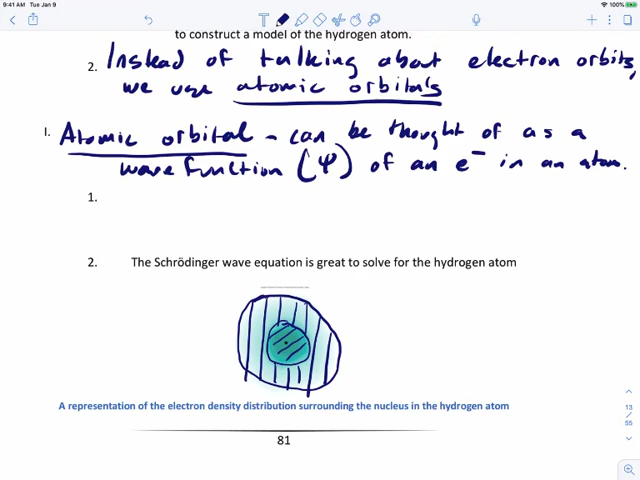 9:41 AM Tue Jan 9
100%
to construct a model of the hydrogen atom.
2. Instead of talking about electron orbits,
we use atomic orbitals
1. Atomic orbital - can be thought of as a
wave function (Ψ) of an e⁻ in an atom.
1.
2. The Schrödinger wave equation is great to solve for the hydrogen atom
A representation of the electron density distribution surrounding the nucleus in the hydrogen atom
81
13
/
55